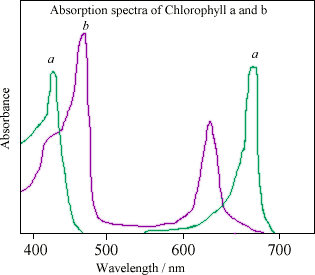 Absorption spectra of Chlorophyll a and b
a
b
a
Absorbance
400 500 600 700
Wavelength / nm